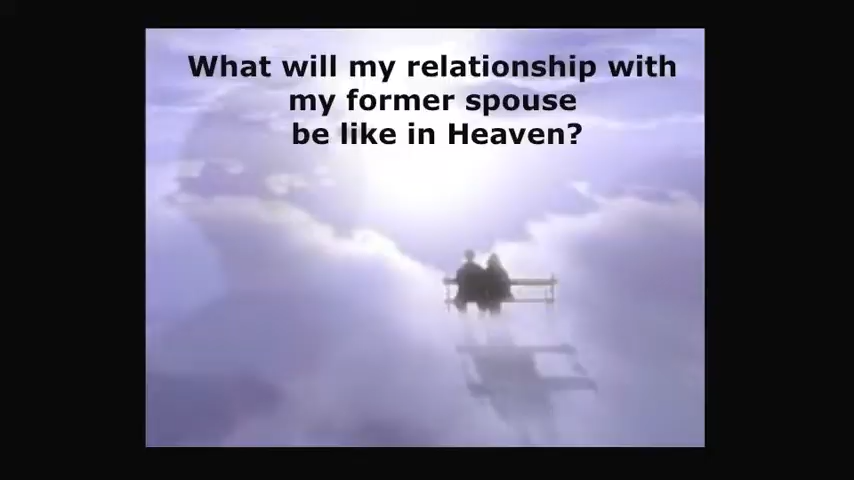 What will my relationship with
my former spouse
be like in Heaven?